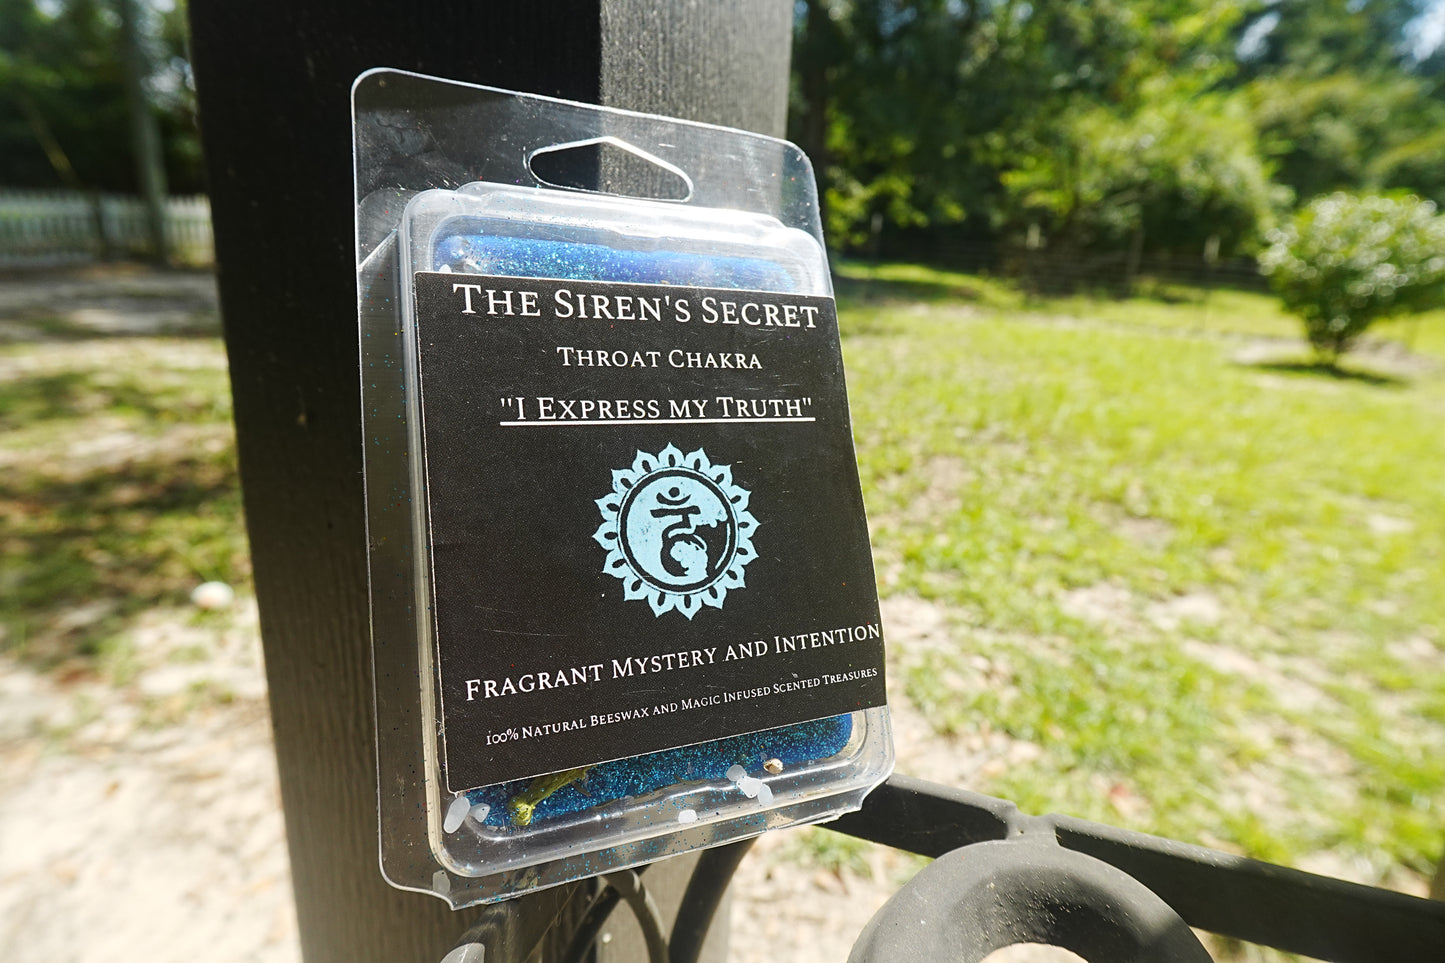 The Siren's Secret
Throat Chakra
"I Express my Truth"
Fragrant Mystery and Intention
100% Natural Beeswax and Magic Infused Scented Treasures